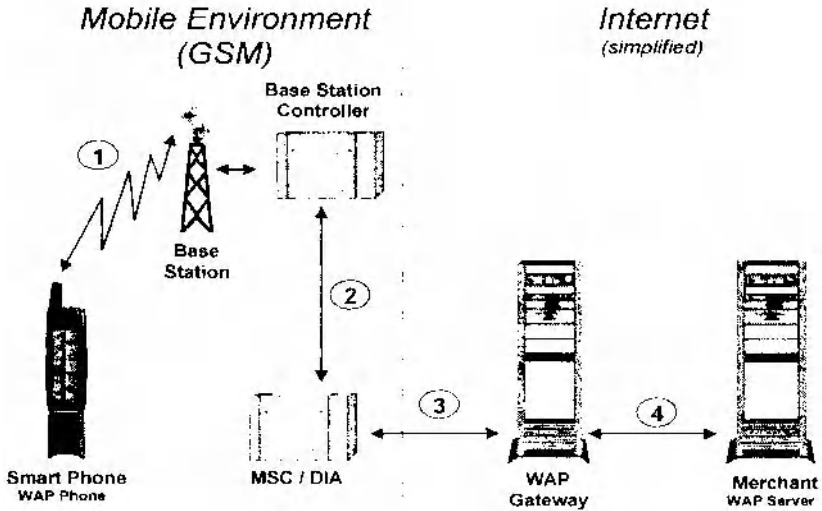 Mobile Environment
(GSM)
Internet
(simplified)
Base Station
Controller
1
Base
Station
2
3
4
Smart Phone
WAP Phone
MSC / DIA
WAP
Gateway
Merchant
WAP Server